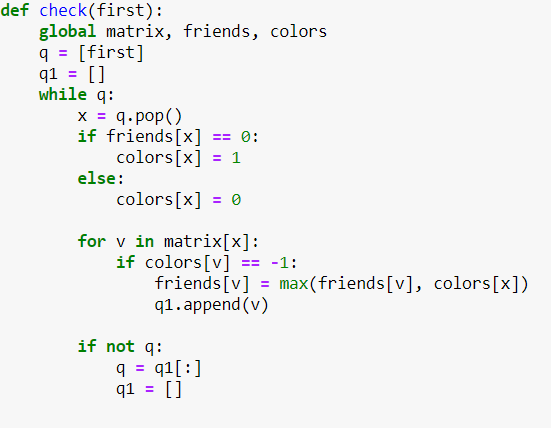 def check(first):
    global matrix, friends, colors
    q = [first]
    q1 = []
    while q:
        x = q.pop()
        if friends[x] == 0:
            colors[x] = 1
        else:
            colors[x] = 0
        for v in matrix[x]:
            if colors[v] == -1:
                friends[v] = max(friends[v], colors[x])
                q1.append(v)
        if not q:
            q = q1[:]
            q1 = []